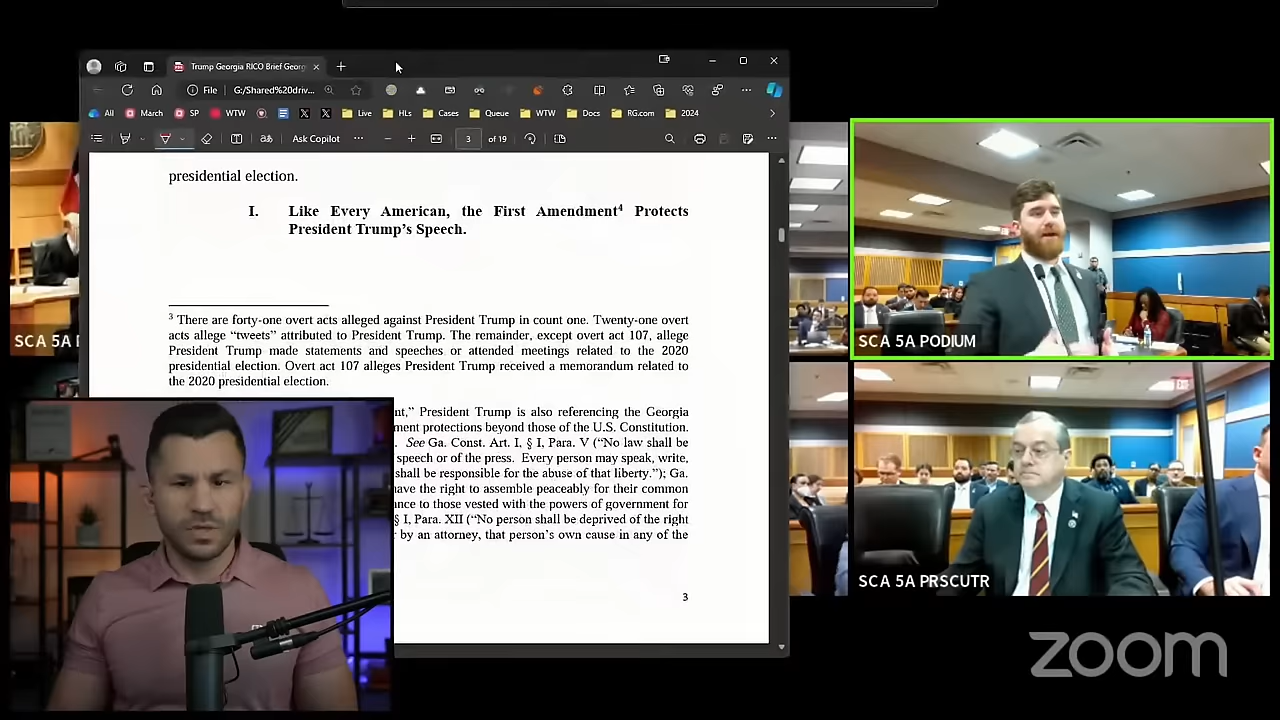 Trump Georgia RICO Brief Georg
File
G:/Shared%20driv...
All
March
SP
WTW
X
X
Live
HLs
Cases
Queue
WTW
Docs
RG.com
2024
Ask Copilot
3
of 19
presidential election.
I. Like Every American, the First Amendment4 Protects
President Trump's Speech.
3 There are forty-one overt acts alleged against President Trump in count one. Twenty-one overt
acts allege “tweets” attributed to President Trump. The remainder, except overt act 107, allege
President Trump made statements and speeches or attended meetings related to the 2020
presidential election. Overt act 107 alleges President Trump received a memorandum related to
the 2020 presidential election.
nt,” President Trump is also referencing the Georgia
ment protections beyond those of the U.S. Constitution.
. See Ga. Const. Art. I, § I, Para. V (“No law shall be
speech or of the press. Every person may speak, write,
shall be responsible for the abuse of that liberty.”); Ga.
have the right to assemble peaceably for their common
nce to those vested with the powers of government for
§ I, Para. XII (“No person shall be deprived of the right
by an attorney, that person's own cause in any of the
3
SCA 5A
SCA 5A PODIUM
SCA 5A PRSCUTR
zoom